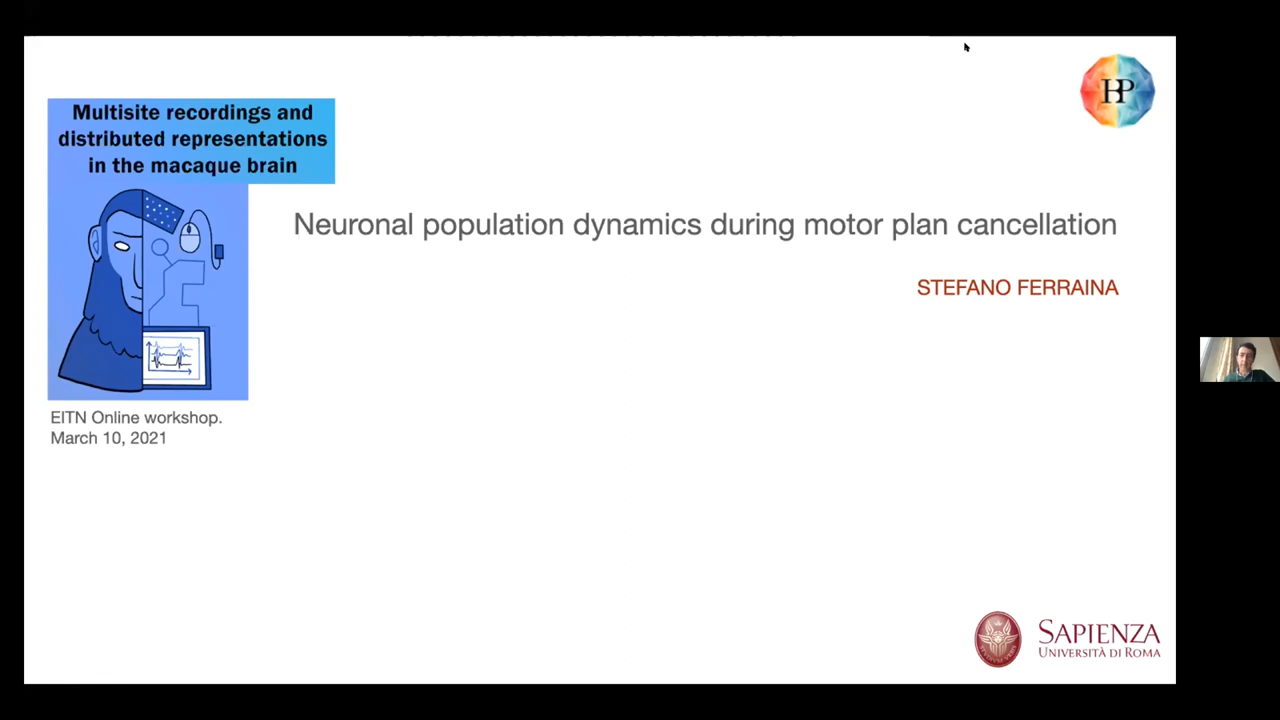 Multisite recordings and
distributed representations
in the macaque brain
HP
Neuronal population dynamics during motor plan cancellation
STEFANO FERRAINA
EITN Online workshop.
March 10, 2021
SAPIENZA
UNIVERSITÀ DI ROMA